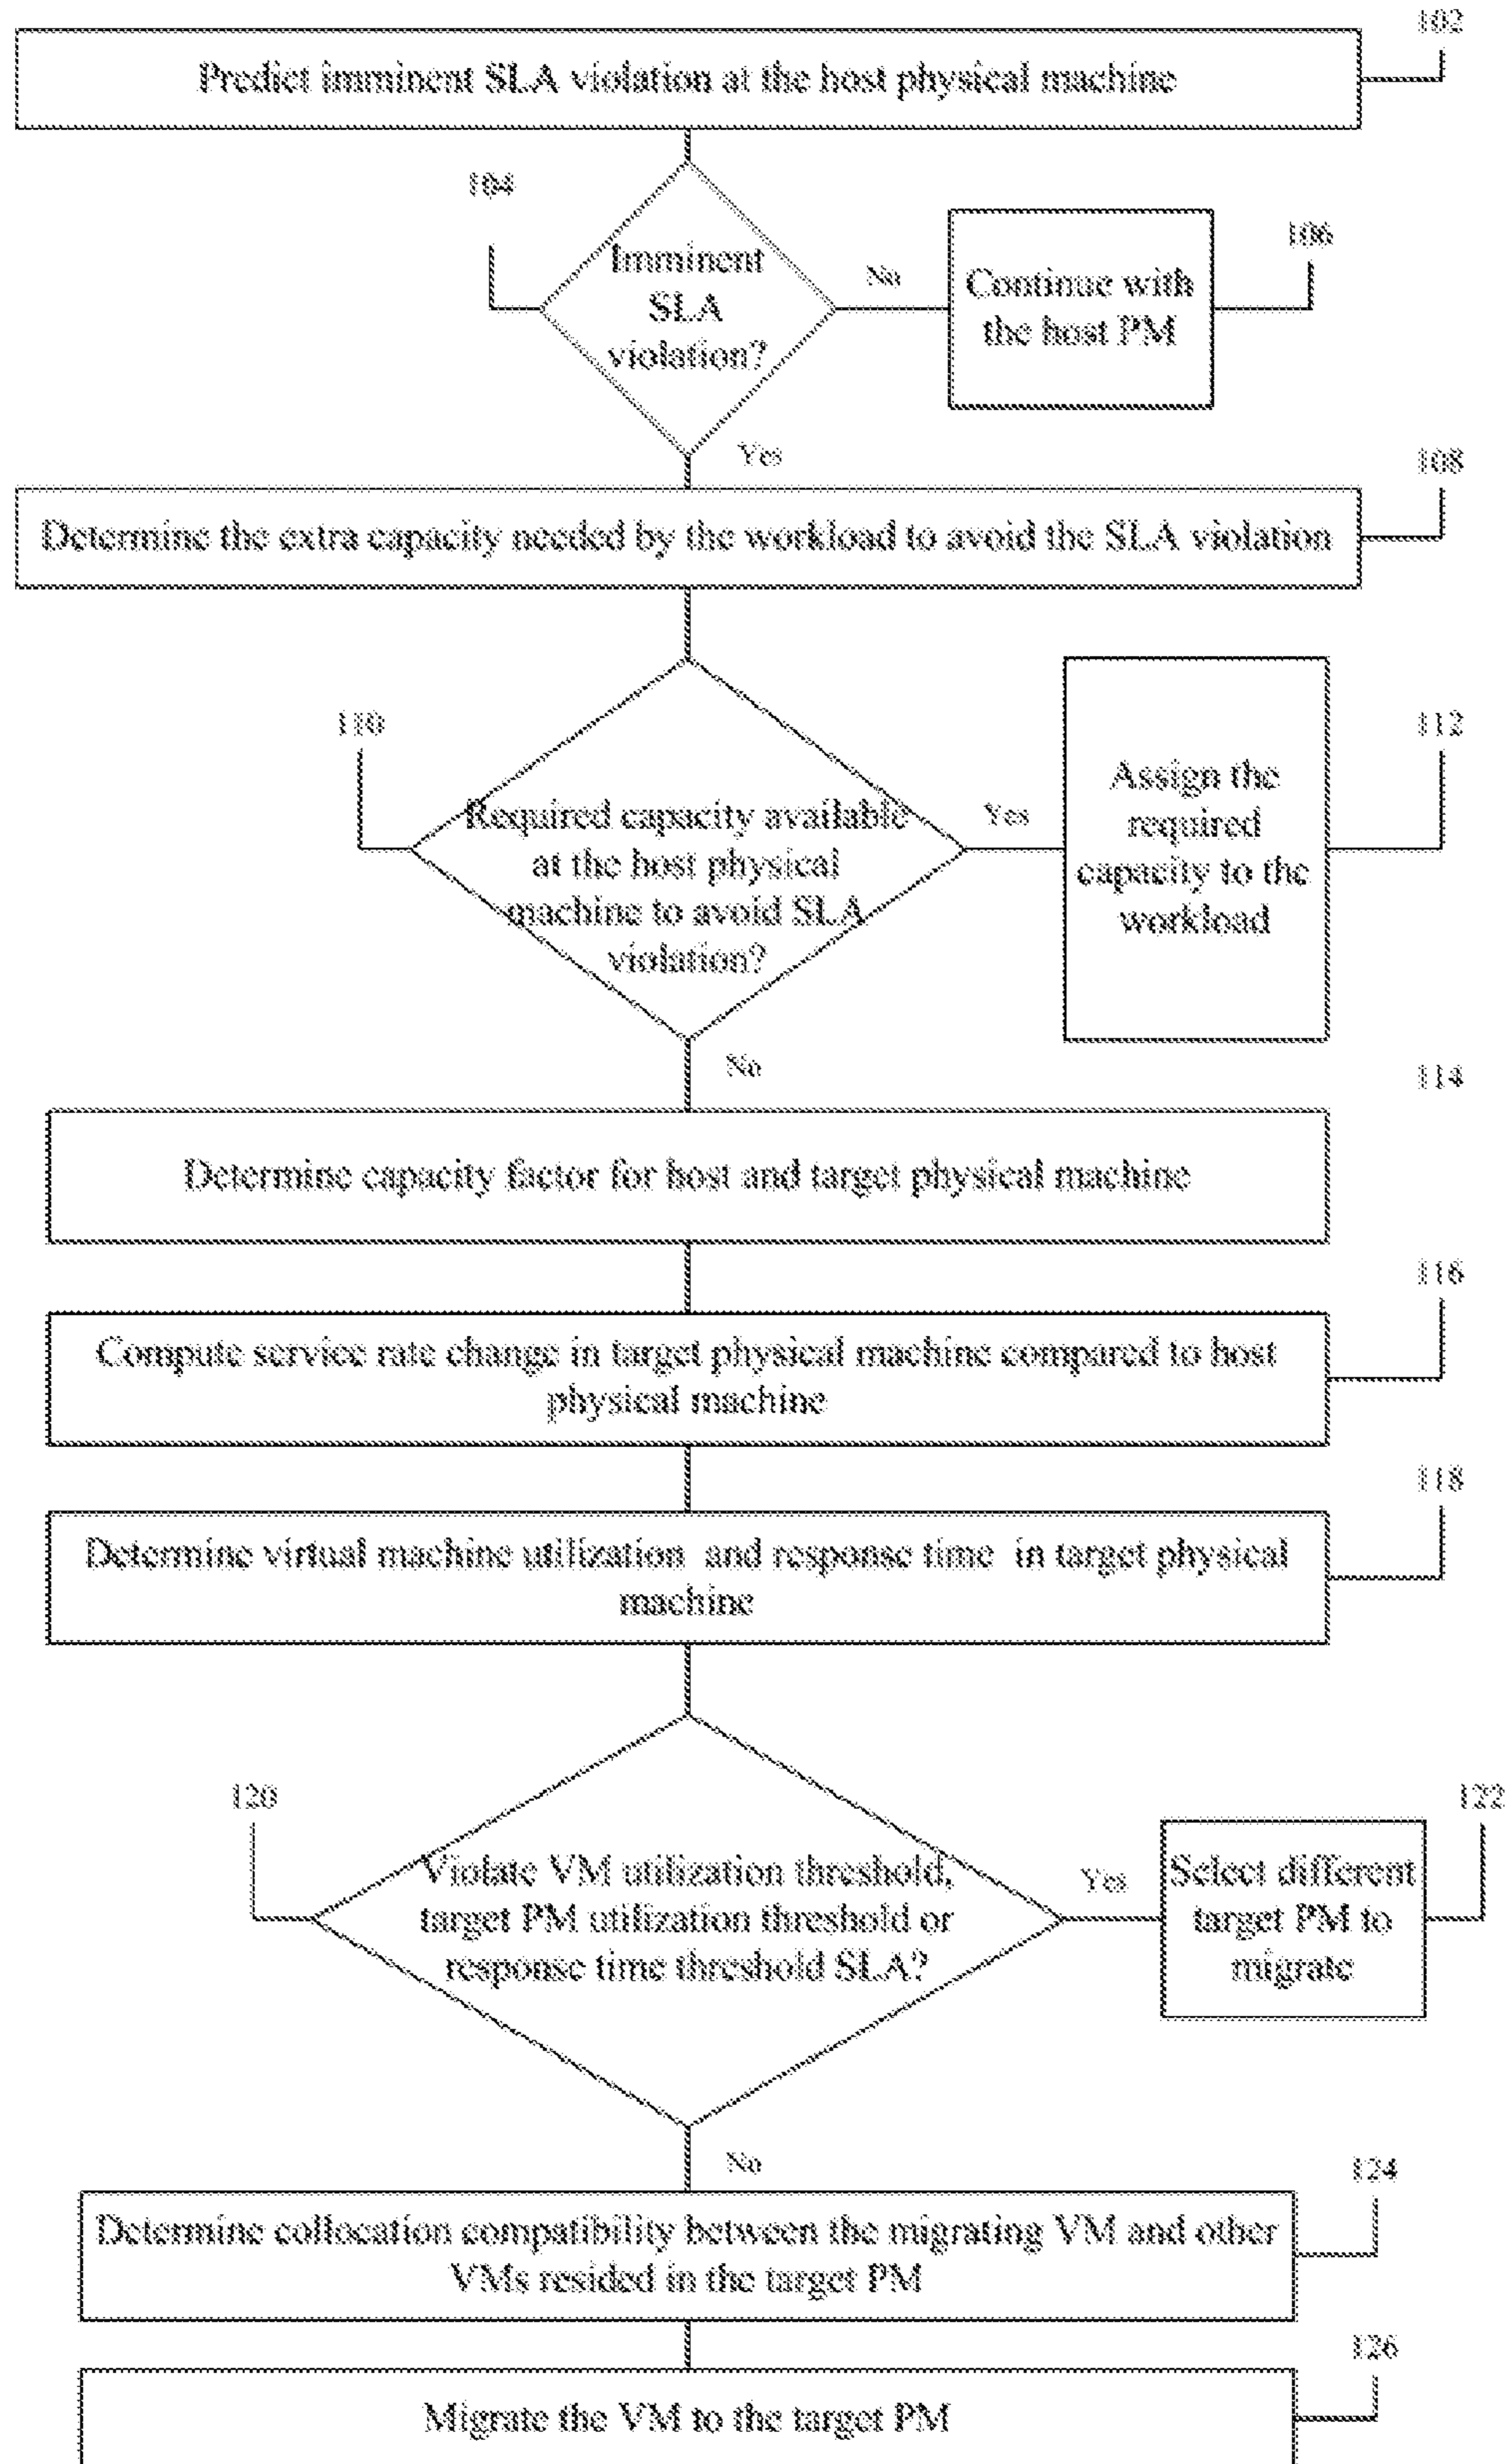 102
Predict imminent SLA violation at the host physical machine
104
Imminent
SLA
violation?
No
Continue with
the host PM
106
Yes
108
Determine the extra capacity needed by the workload to avoid the SLA violation
110
Required capacity available
at the host physical
machine to avoid SLA
violation?
Yes
Assign the
required
capacity to the
workload
112
No
114
Determine capacity factor for host and target physical machine
116
Compute service rate change in target physical machine compared to host
physical machine
118
Determine virtual machine utilization and response time in target physical
machine
120
Violate VM utilization threshold,
target PM utilization threshold or
response time threshold SLA?
Yes
Select different
target PM to
migrate
122
No
124
Determine collocation compatibility between the migrating VM and other
VMs resided in the target PM
126
Migrate the VM to the target PM